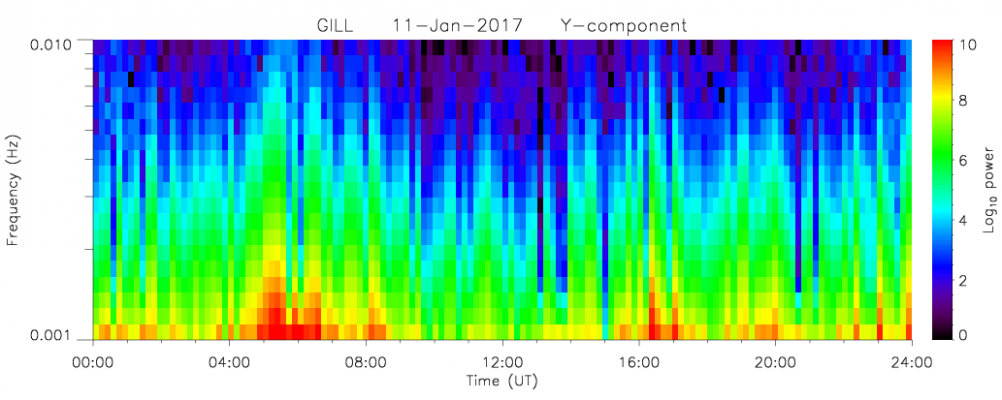 GILL 11-Jan-2017 Y-component
0.010
0.001
Frequency (Hz)
00:00 04:00 08:00 12:00 16:00 20:00 24:00
Time (UT)
10
8
6
4
2
0
Log₁₀ power